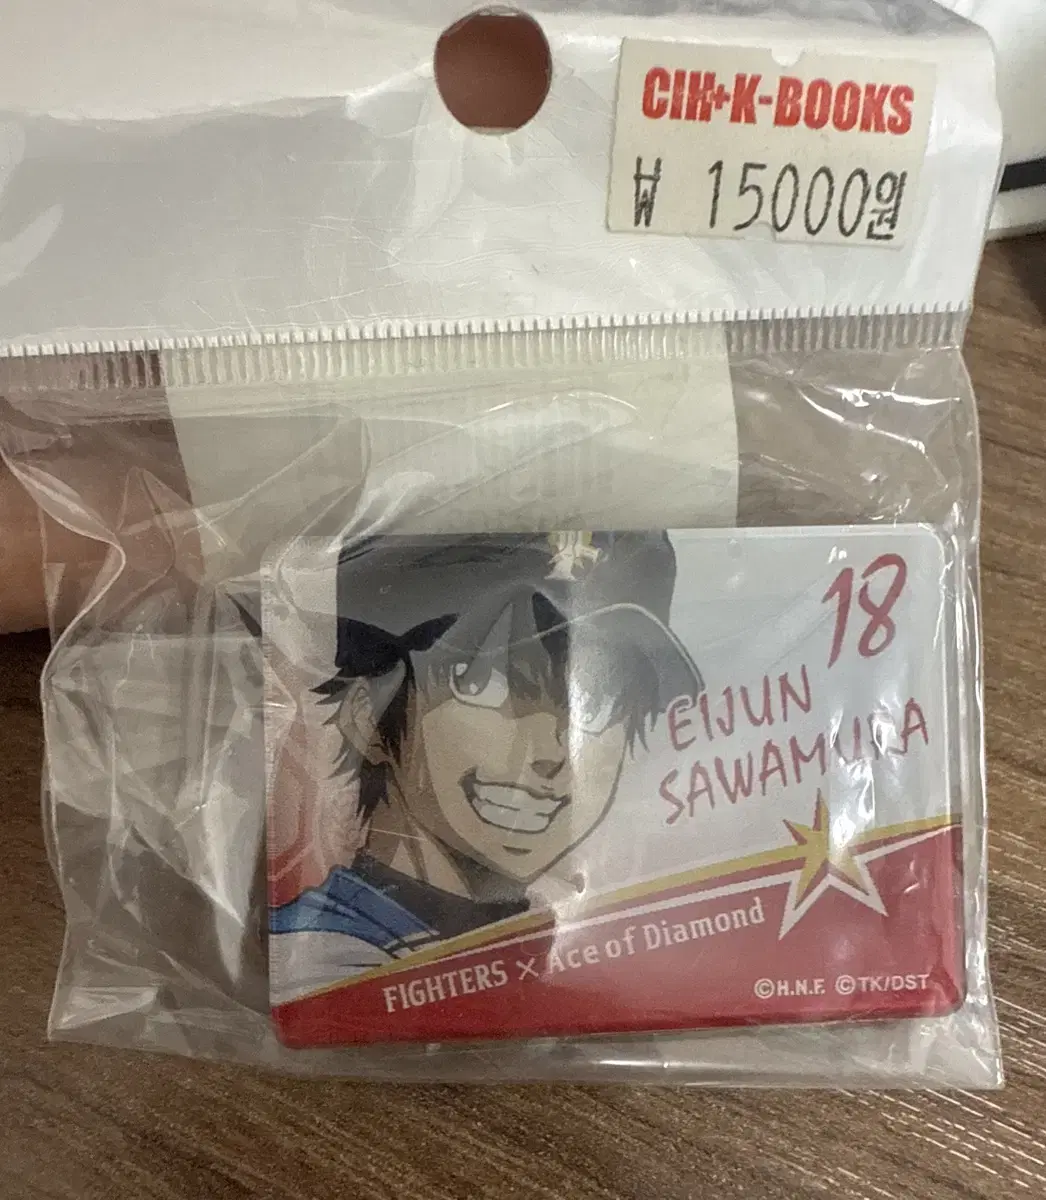 CIH+K-BOOKS
₩ 15000원
18
EIJUN
SAWAMURA
FIGHTERS × Ace of Diamond
©H.N.F. ©TK/DST